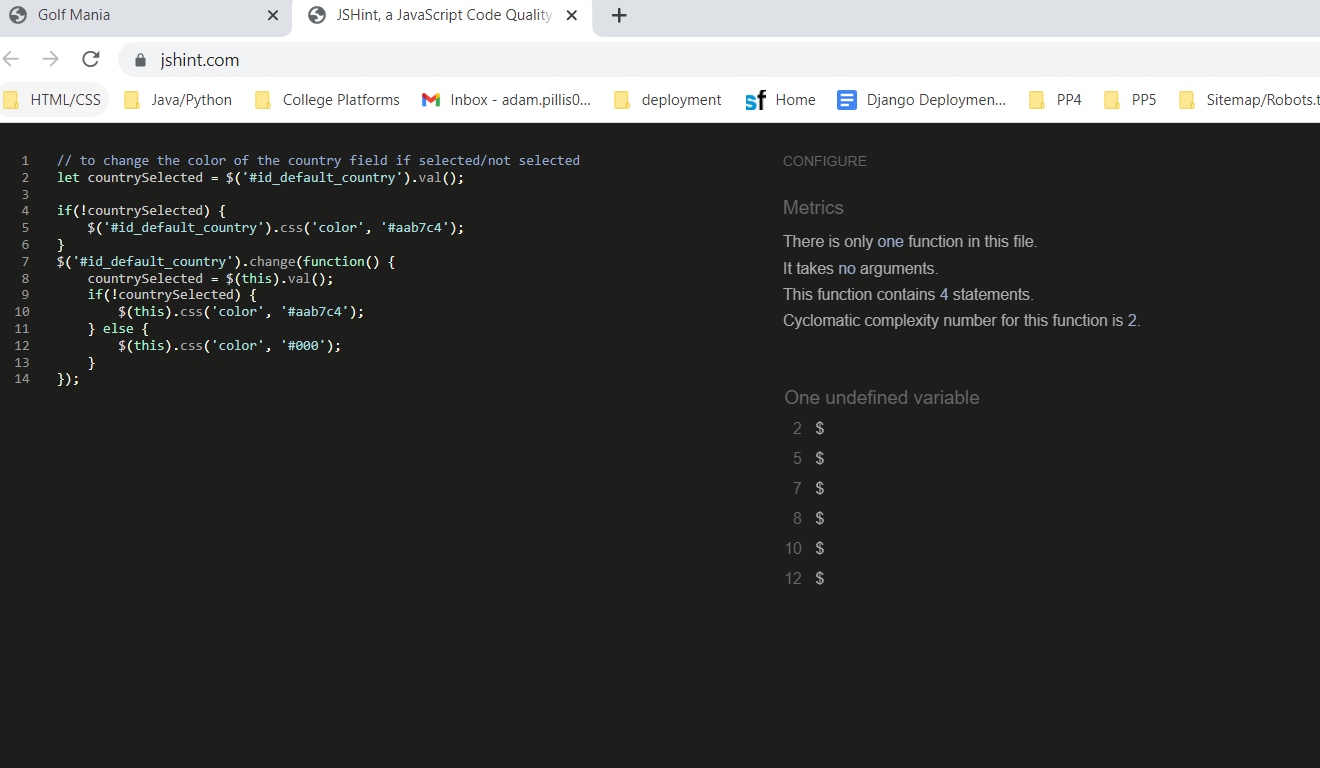 Golf Mania
JSHint, a JavaScript Code Quality
jshint.com
HTML/CSS Java/Python College Platforms Inbox - adam.pillis0... deployment sf Home Django Deploymen... PP4 PP5 Sitemap/Robots.t
1 // to change the color of the country field if selected/not selected
2 let countrySelected = $('#id_default_country').val();
3
4 if(!countrySelected) {
5 $('#id_default_country').css('color', '#aab7c4');
6 }
7 $('#id_default_country').change(function() {
8 countrySelected = $(this).val();
9 if(!countrySelected) {
10 $(this).css('color', '#aab7c4');
11 } else {
12 $(this).css('color', '#000');
13 }
14 });
CONFIGURE
Metrics
There is only one function in this file.
It takes no arguments.
This function contains 4 statements.
Cyclomatic complexity number for this function is 2.
One undefined variable
2 $
5 $
7 $
8 $
10 $
12 $